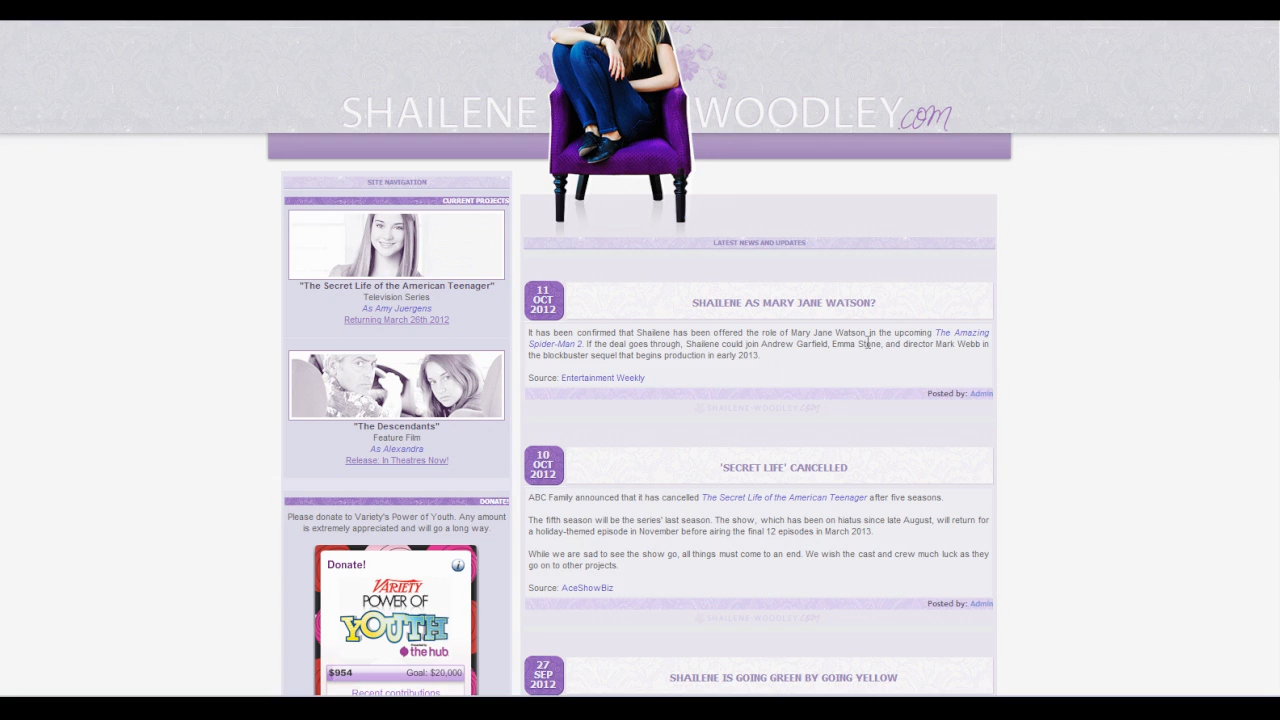 SHAILENE WOODLEY.com
SITE NAVIGATION
CURRENT PROJECTS
"The Secret Life of the American Teenager"
Television Series
As Amy Juergens
Returning March 26th 2012
"The Descendants"
Feature Film
As Alexandra
Release: In Theatres Now!
DONATE!
Please donate to Variety's Power of Youth. Any amount
is extremely appreciated and will go a long way.
Donate!
VARIETY
POWER OF
YOUTH
the hub
$954 Goal: $20,000
Recent contributions
LATEST NEWS AND UPDATES
11
OCT
2012
SHAILENE AS MARY JANE WATSON?
It has been confirmed that Shailene has been offered the role of Mary Jane Watson in the upcoming The Amazing
Spider-Man 2. If the deal goes through, Shailene could join Andrew Garfield, Emma Stone, and director Mark Webb in
the blockbuster sequel that begins production in early 2013.
Source: Entertainment Weekly
Posted by: Admin
SHAILENE-WOODLEY.com
10
OCT
2012
'SECRET LIFE' CANCELLED
ABC Family announced that it has cancelled The Secret Life of the American Teenager after five seasons.
The fifth season will be the series' last season. The show, which has been on hiatus since late August, will return for
a holiday-themed episode in November before airing the final 12 episodes in March 2013.
While we are sad to see the show go, all things must come to an end. We wish the cast and crew much luck as they
go on to other projects.
Source: AceShowBiz
Posted by: Admin
SHAILENE-WOODLEY.com
27
SEP
2012
SHAILENE IS GOING GREEN BY GOING YELLOW